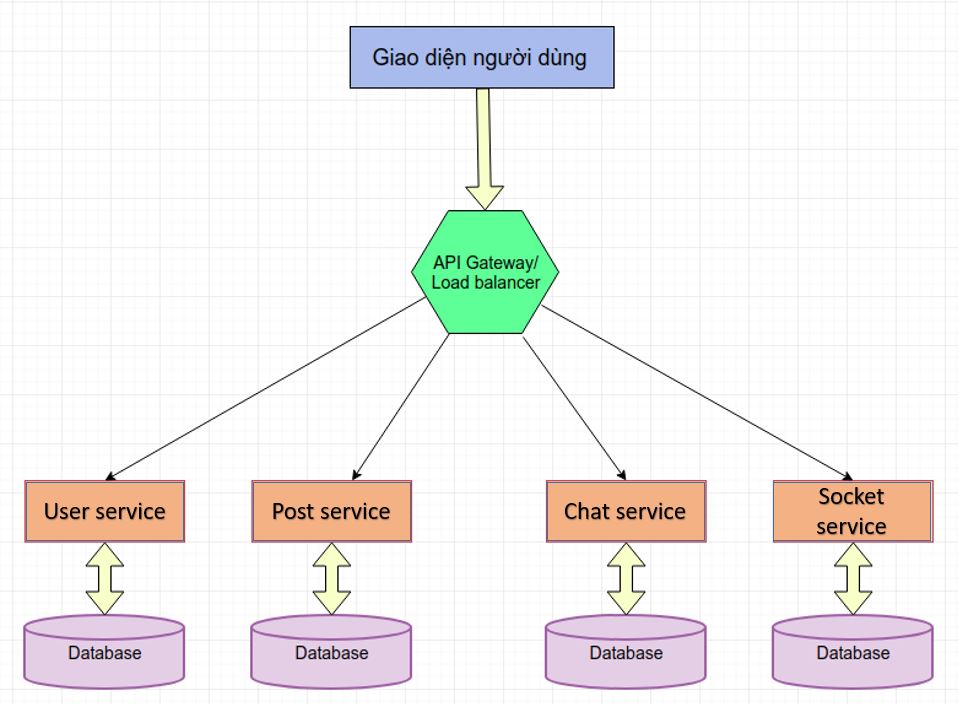 Giao diện người dùng
API Gateway/
Load balancer
User service
Post service
Chat service
Socket
service
Database
Database
Database
Database